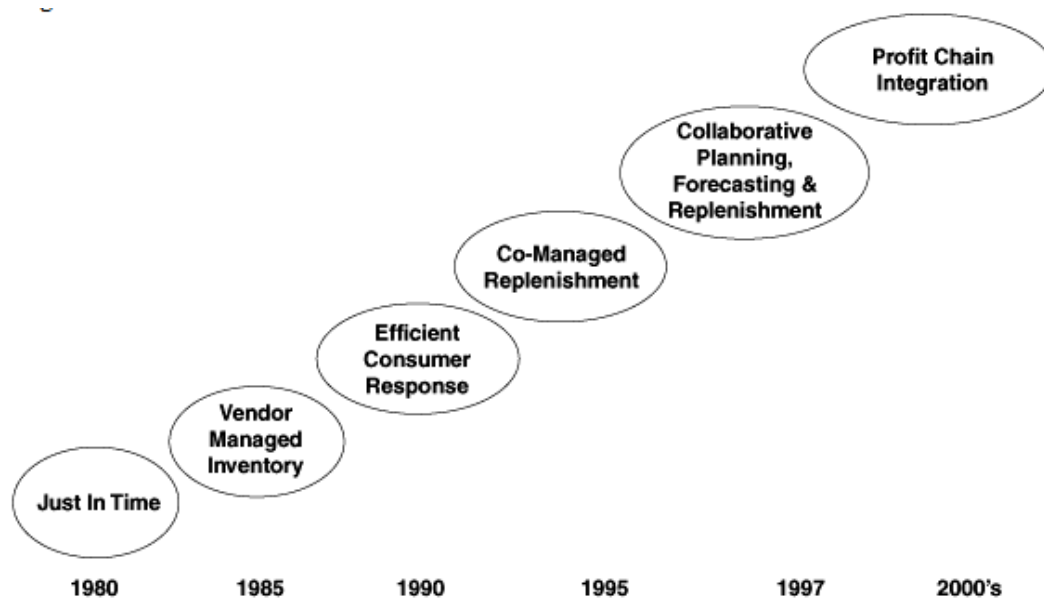 Profit Chain
Integration
Collaborative
Planning,
Forecasting &
Replenishment
Co-Managed
Replenishment
Efficient
Consumer
Response
Vendor
Managed
Inventory
Just In Time
1980 1985 1990 1995 1997 2000's